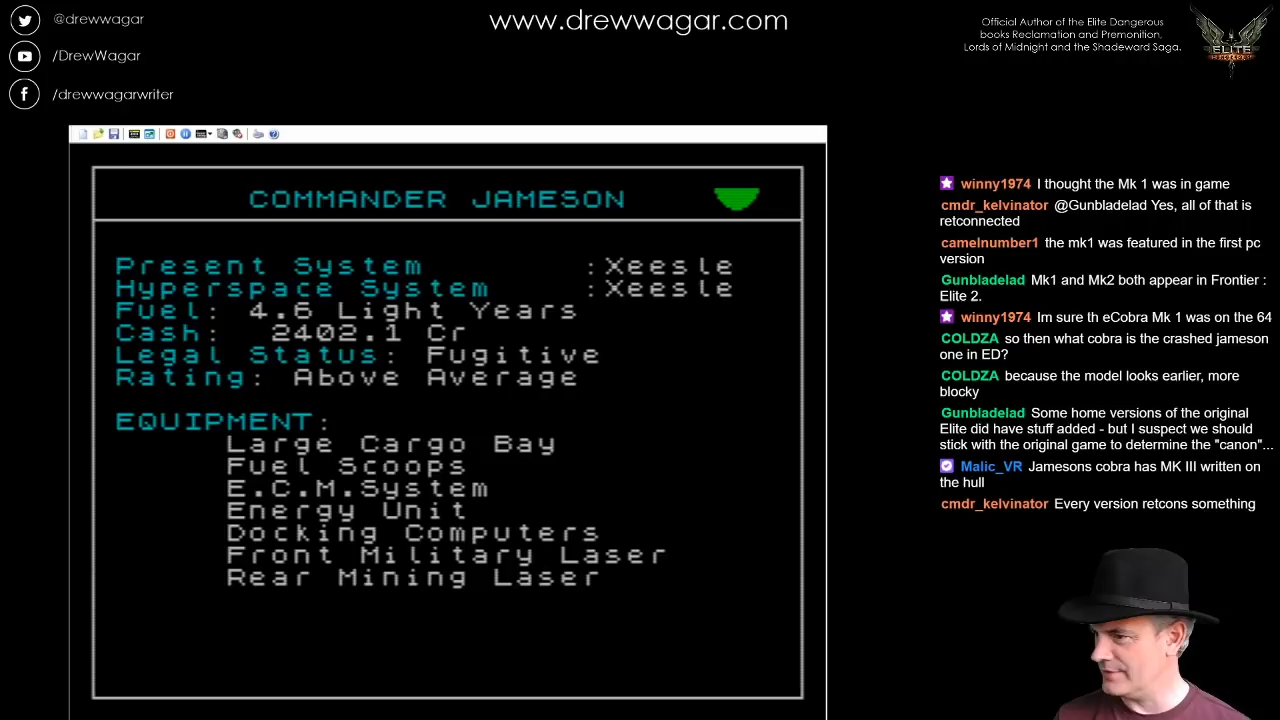 @drewwagar
/DrewWagar
/drewwagarwriter
www.drewwagar.com
Official Author of the Elite Dangerous
books Reclamation and Premonition,
Lords of Midnight and the Shadeward Saga.
ELITE
COMMANDER JAMESON
Present System :Xeesle
Hyperspace System :Xeesle
Fuel: 4.6 Light Years
Cash: 2402.1 Cr
Legal Status: Fugitive
Rating: Above Average
EQUIPMENT:
Large Cargo Bay
Fuel Scoops
E.C.M.System
Energy Unit
Docking Computers
Front Military Laser
Rear Mining Laser
winny1974 I thought the Mk 1 was in game
cmdr_kelvinator @Gunbladelad Yes, all of that is
retconnected
camelnumber1 the mk1 was featured in the first pc
version
Gunbladelad Mk1 and Mk2 both appear in Frontier :
Elite 2.
winny1974 Im sure th eCobra Mk 1 was on the 64
COLDZA so then what cobra is the crashed jameson
one in ED?
COLDZA because the model looks earlier, more
blocky
Gunbladelad Some home versions of the original
Elite did have stuff added - but I suspect we should
stick with the original game to determine the "canon"...
Malic_VR Jamesons cobra has MK III written on
the hull
cmdr_kelvinator Every version retcons something